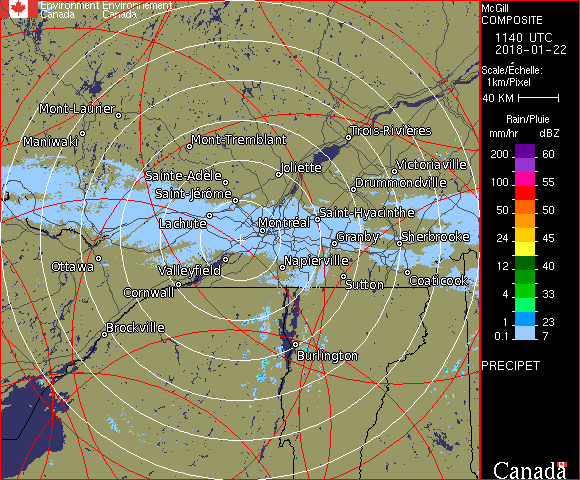 Environment Environnement
Canada Canada
McGill
COMPOSITE
1140 UTC
2018-01-22
Scale/Échelle:
1km/Pixel
40 KM
Rain/Pluie
mm/hr dBZ
200 60
100 55
50 50
24 45
12 40
4 33
1 23
0.1 7
PRECIPET
Canada
Mont-Laurier
Maniwaki
Trois-Rivières
Mont-Tremblant
Joliette
Victoriaville
Sainte-Adèle
Drummondville
Saint-Jérôme
Saint-Hyacinthe
Lachute
Montréal
Granby
Sherbrooke
Ottawa
Valleyfield
Napierville
Cornwall
Sutton
Coaticook
Brockville
Burlington